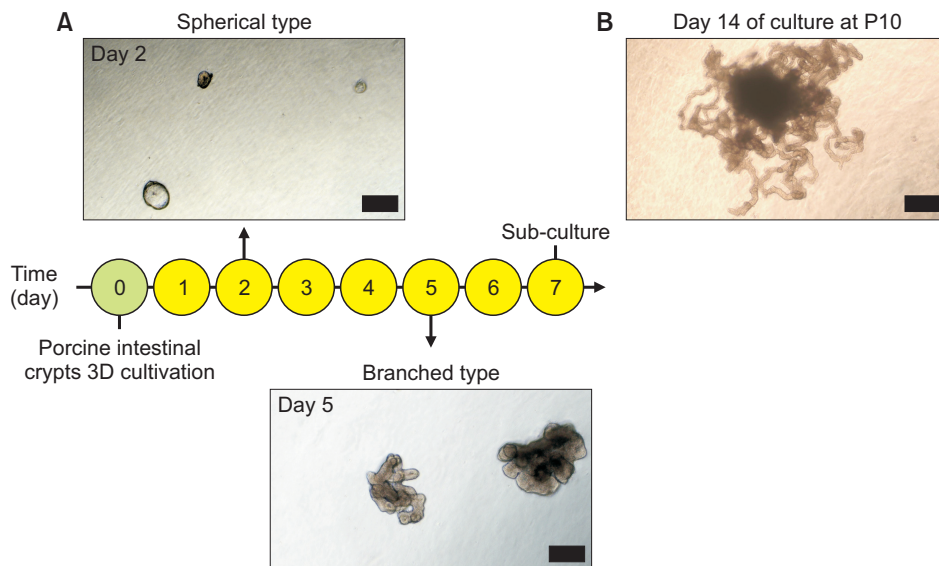 A
Spherical type
Day 2
B
Day 14 of culture at P10
Sub-culture
Time
(day)
0 1 2 3 4 5 6 7
Porcine intestinal
crypts 3D cultivation
Branched type
Day 5